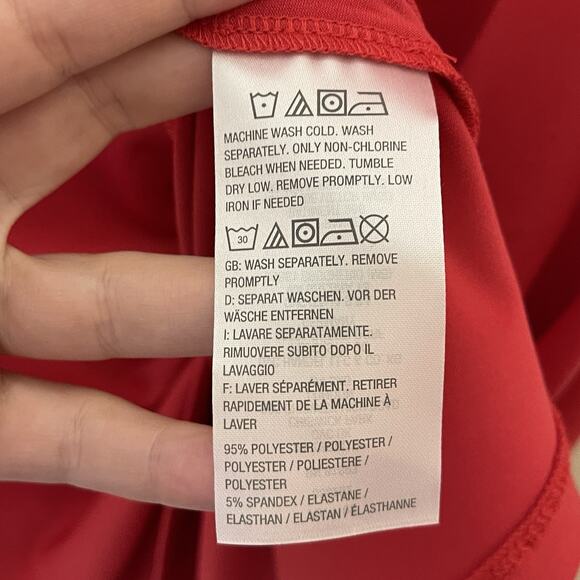 MACHINE WASH COLD. WASH
SEPARATELY. ONLY NON-CHLORINE
BLEACH WHEN NEEDED. TUMBLE
DRY LOW. REMOVE PROMPTLY. LOW
IRON IF NEEDED
30
GB: WASH SEPARATELY. REMOVE
PROMPTLY
D: SEPARAT WASCHEN. VOR DER
WÄSCHE ENTFERNEN
I: LAVARE SEPARATAMENTE.
RIMUOVERE SUBITO DOPO IL
LAVAGGIO
F: LAVER SÉPARÉMENT. RETIRER
RAPIDEMENT DE LA MACHINE À
LAVER
95% POLYESTER / POLYESTER /
POLYESTER / POLIESTERE /
POLYESTER
5% SPANDEX / ELASTANE /
ELASTHAN / ELASTAN / ÉLASTHANNE